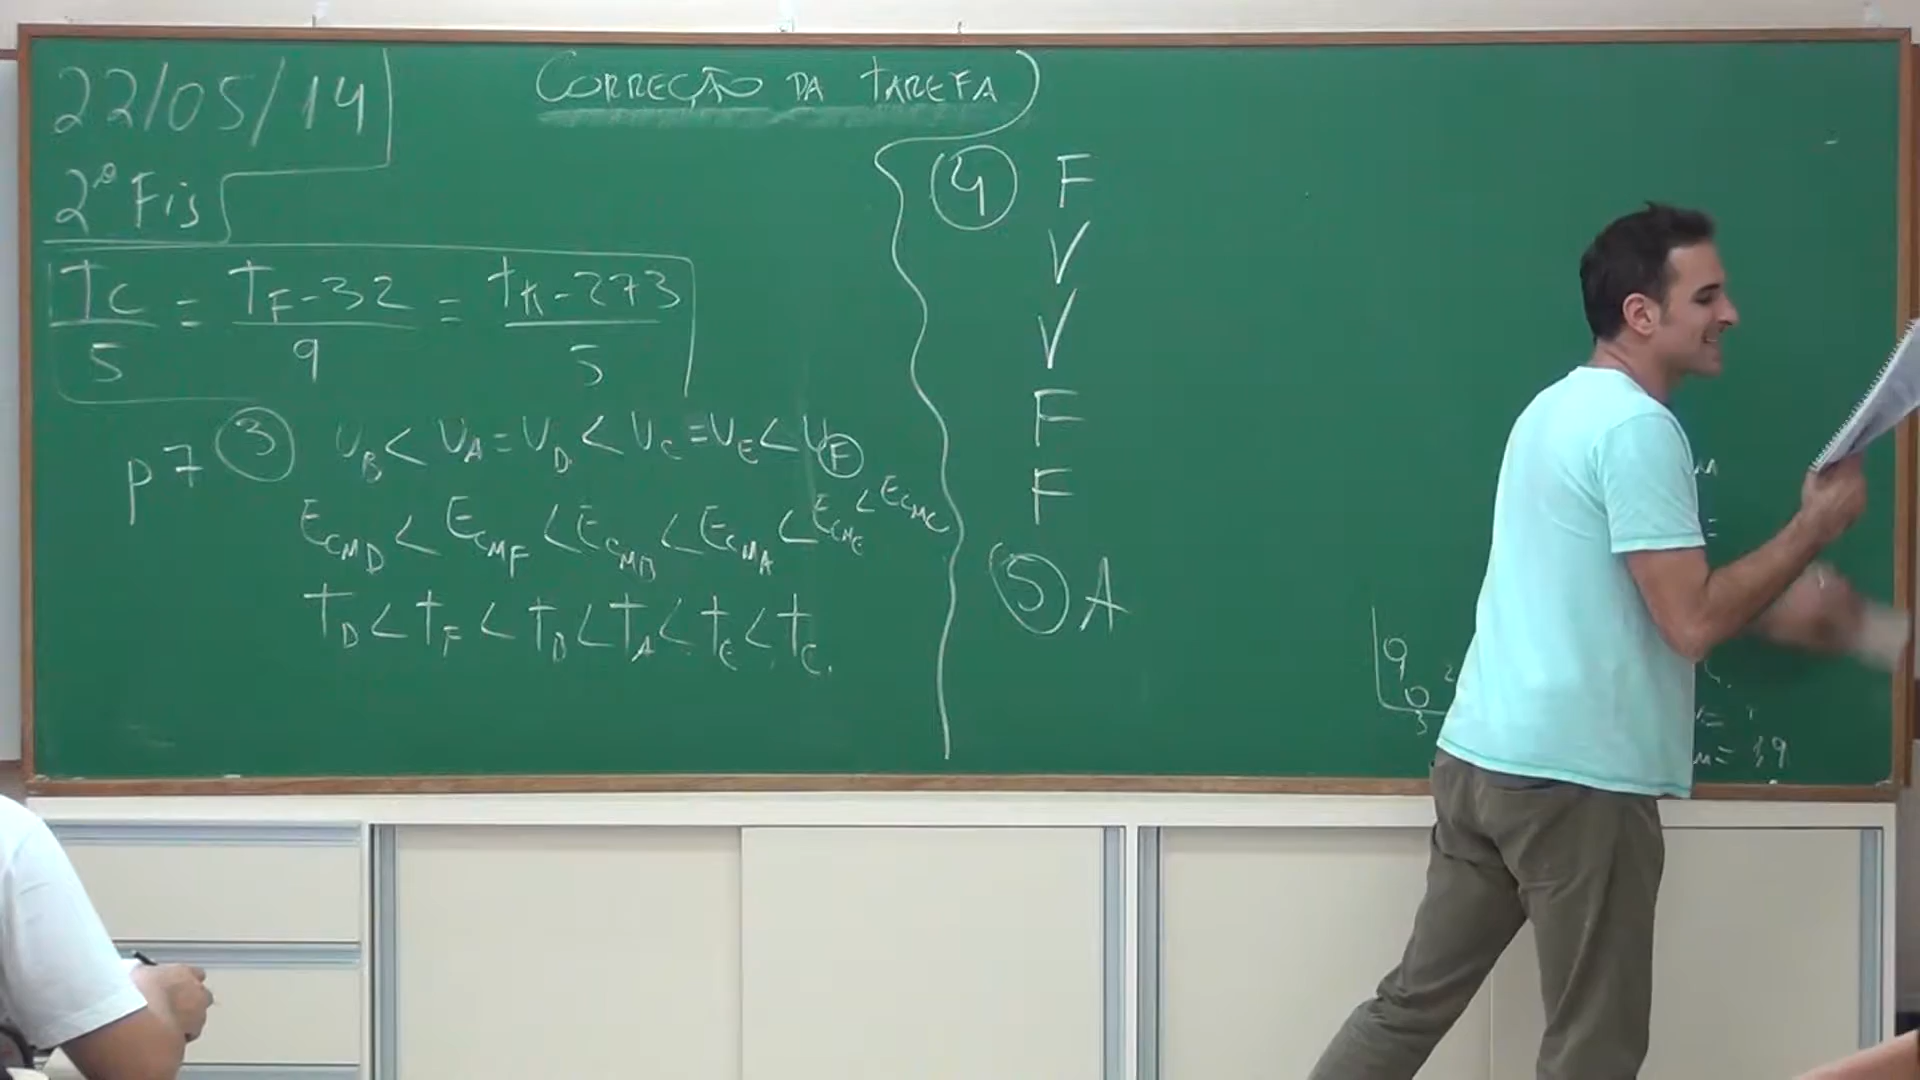 22/05/14
CORREÇÃO DA TAREFA
2º Fis
TC/5 = TF-32/9 = tK-273/5
p7 ③ UB < UA = UD < UC = UE < UF
ECMD < ECMF < ECMB < ECMA < ECME < ECMC
TD < tF < tB < TA < tE < tC.
④ F
V
V
F
F
⑤ A